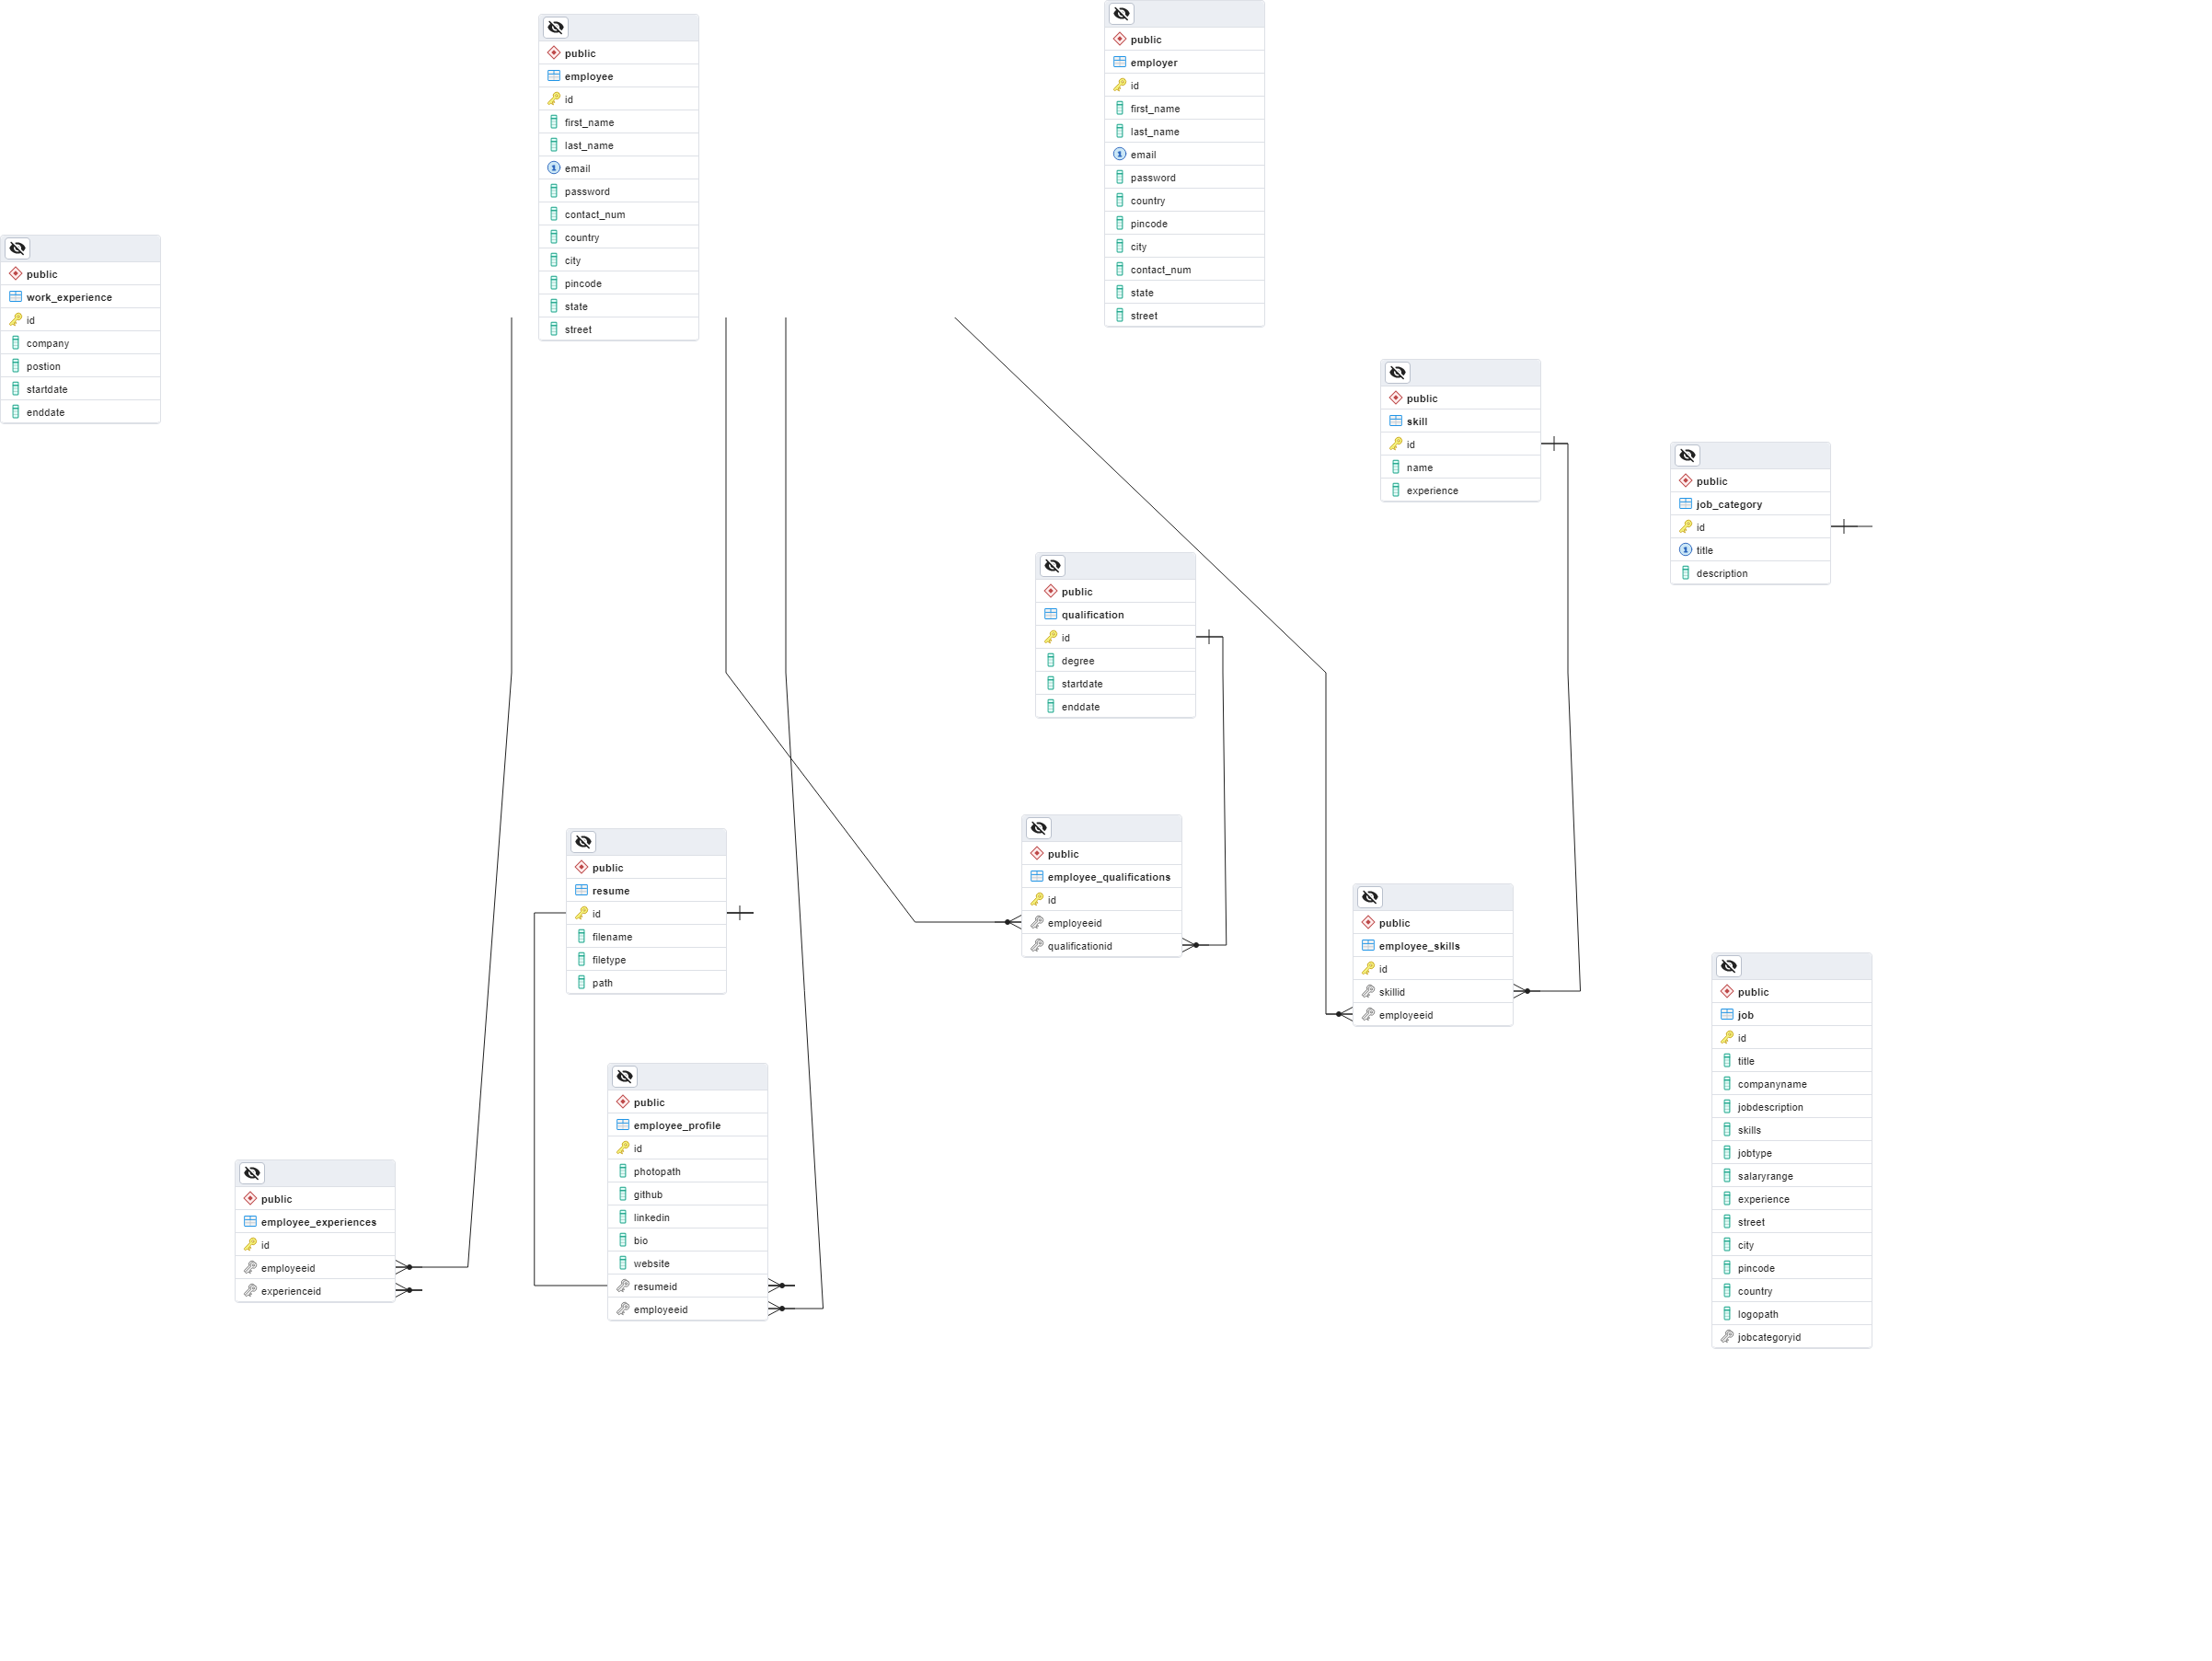 public
employee
id
first_name
last_name
email
password
contact_num
country
city
pincode
state
street
public
employer
id
first_name
last_name
email
password
country
pincode
city
contact_num
state
street
public
work_experience
id
company
postion
startdate
enddate
public
skill
id
name
experience
public
job_category
id
title
description
public
qualification
id
degree
startdate
enddate
public
resume
id
filename
filetype
path
public
employee_qualifications
id
employeeid
qualificationid
public
employee_skills
id
skillid
employeeid
public
job
id
title
companyname
jobdescription
skills
jobtype
salaryrange
experience
street
city
pincode
country
logopath
jobcategoryid
public
employee_profile
id
photopath
github
linkedin
bio
website
resumeid
employeeid
public
employee_experiences
id
employeeid
experienceid